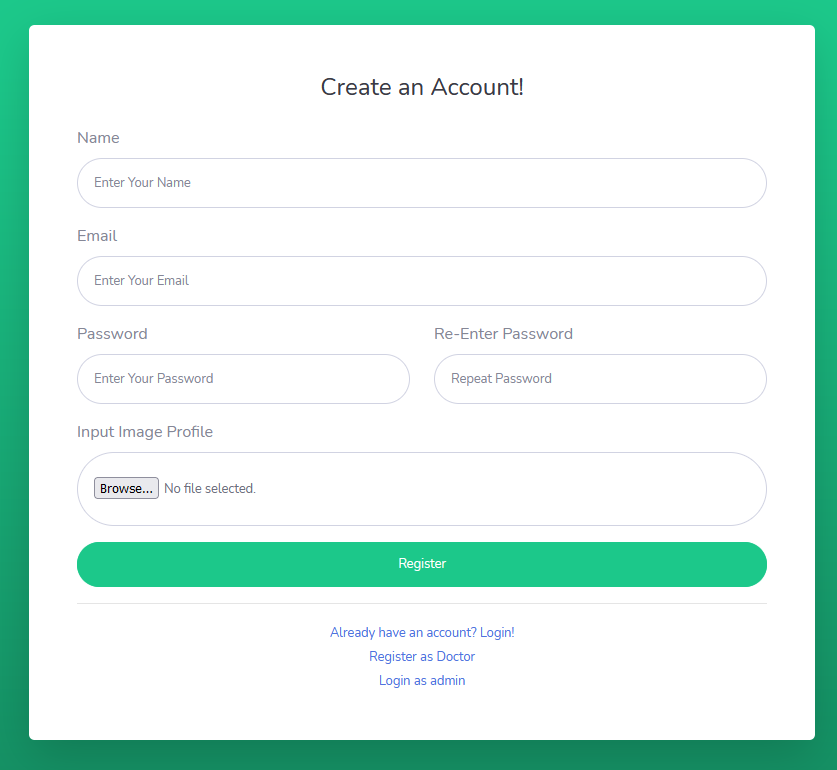 Create an Account!
Name
Enter Your Name
Email
Enter Your Email
Password Re-Enter Password
Enter Your Password Repeat Password
Input Image Profile
Browse... No file selected.
Register
Already have an account? Login!
Register as Doctor
Login as admin